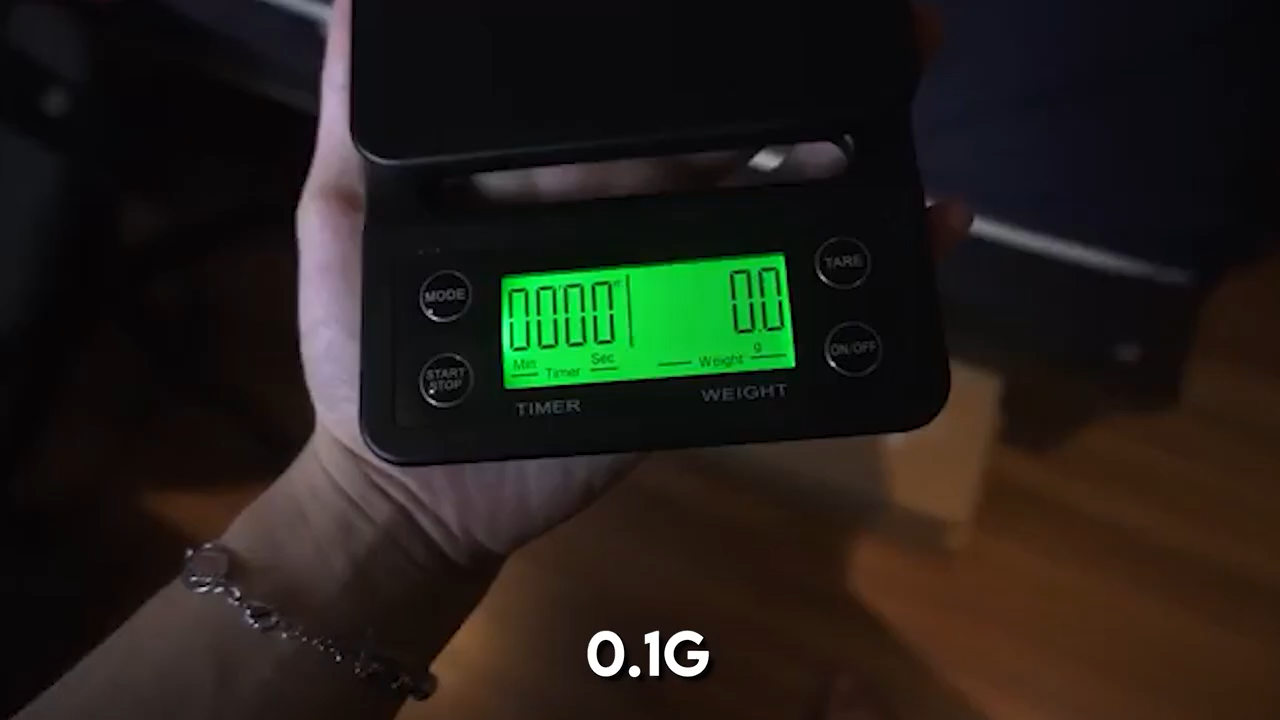 MODE
START
STOP
00'00"
Min Timer Sec
0.0
g
Weight
TARE
ON/OFF
TIMER
WEIGHT
0.1G